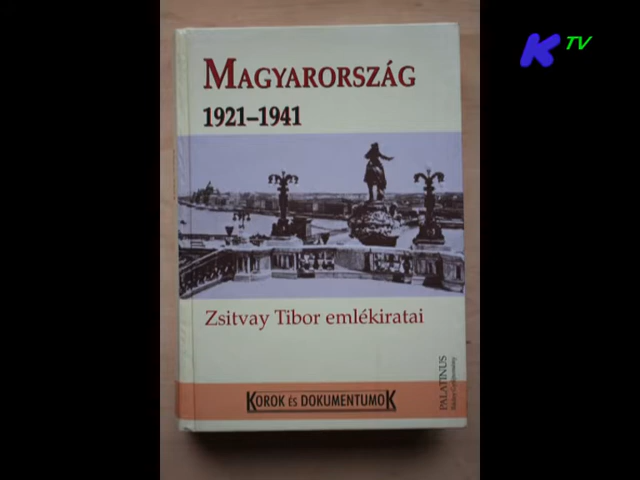 K TV
MAGYARORSZÁG
1921–1941
Zsitvay Tibor emlékiratai
PALATINUS
KOROK ÉS DOKUMENTUMOK